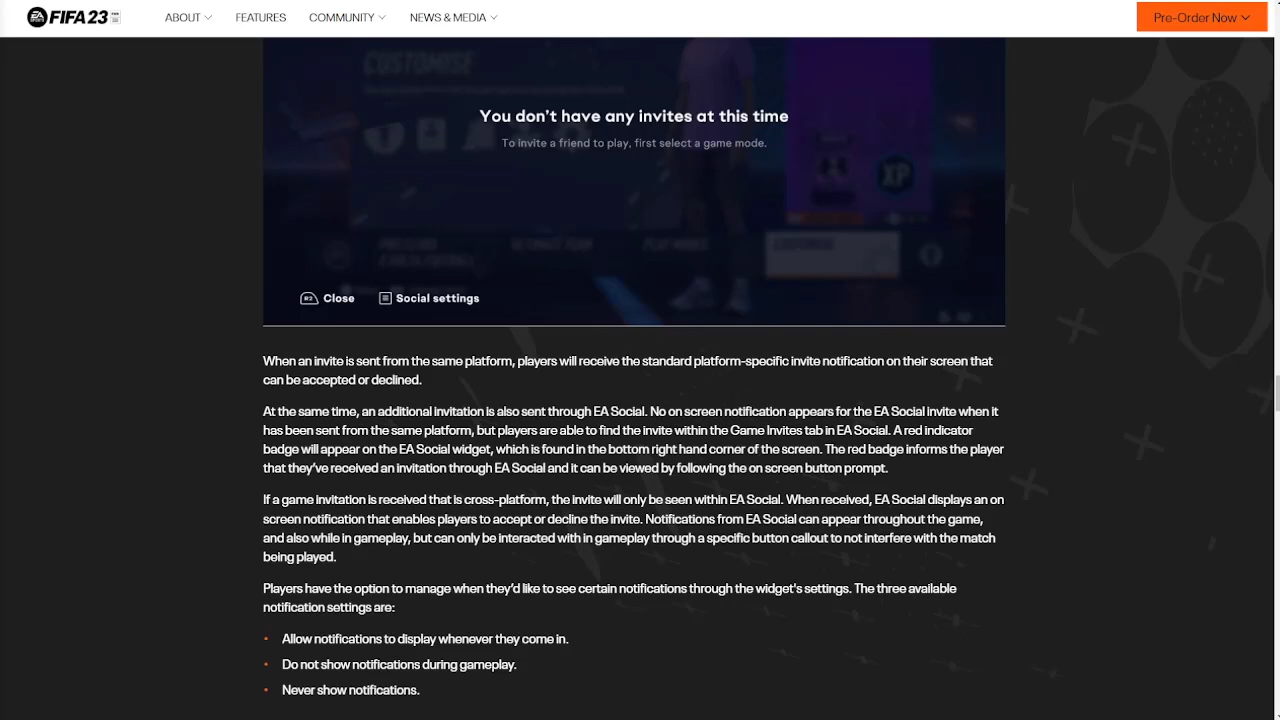 EA SPORTS FIFA 23
ABOUT
FEATURES
COMMUNITY
NEWS & MEDIA
Pre-Order Now
CUSTOMISE
You don't have any invites at this time
To invite a friend to play, first select a game mode.
XP
R2 Close
Social settings
When an invite is sent from the same platform, players will receive the standard platform-specific invite notification on their screen that
can be accepted or declined.
At the same time, an additional invitation is also sent through EA Social. No on screen notification appears for the EA Social invite when it
has been sent from the same platform, but players are able to find the invite within the Game Invites tab in EA Social. A red indicator
badge will appear on the EA Social widget, which is found in the bottom right hand corner of the screen. The red badge informs the player
that they've received an invitation through EA Social and it can be viewed by following the on screen button prompt.
If a game invitation is received that is cross-platform, the invite will only be seen within EA Social. When received, EA Social displays an on
screen notification that enables players to accept or decline the invite. Notifications from EA Social can appear throughout the game,
and also while in gameplay, but can only be interacted with in gameplay through a specific button callout to not interfere with the match
being played.
Players have the option to manage when they'd like to see certain notifications through the widget's settings. The three available
notification settings are:
• Allow notifications to display whenever they come in.
• Do not show notifications during gameplay.
• Never show notifications.